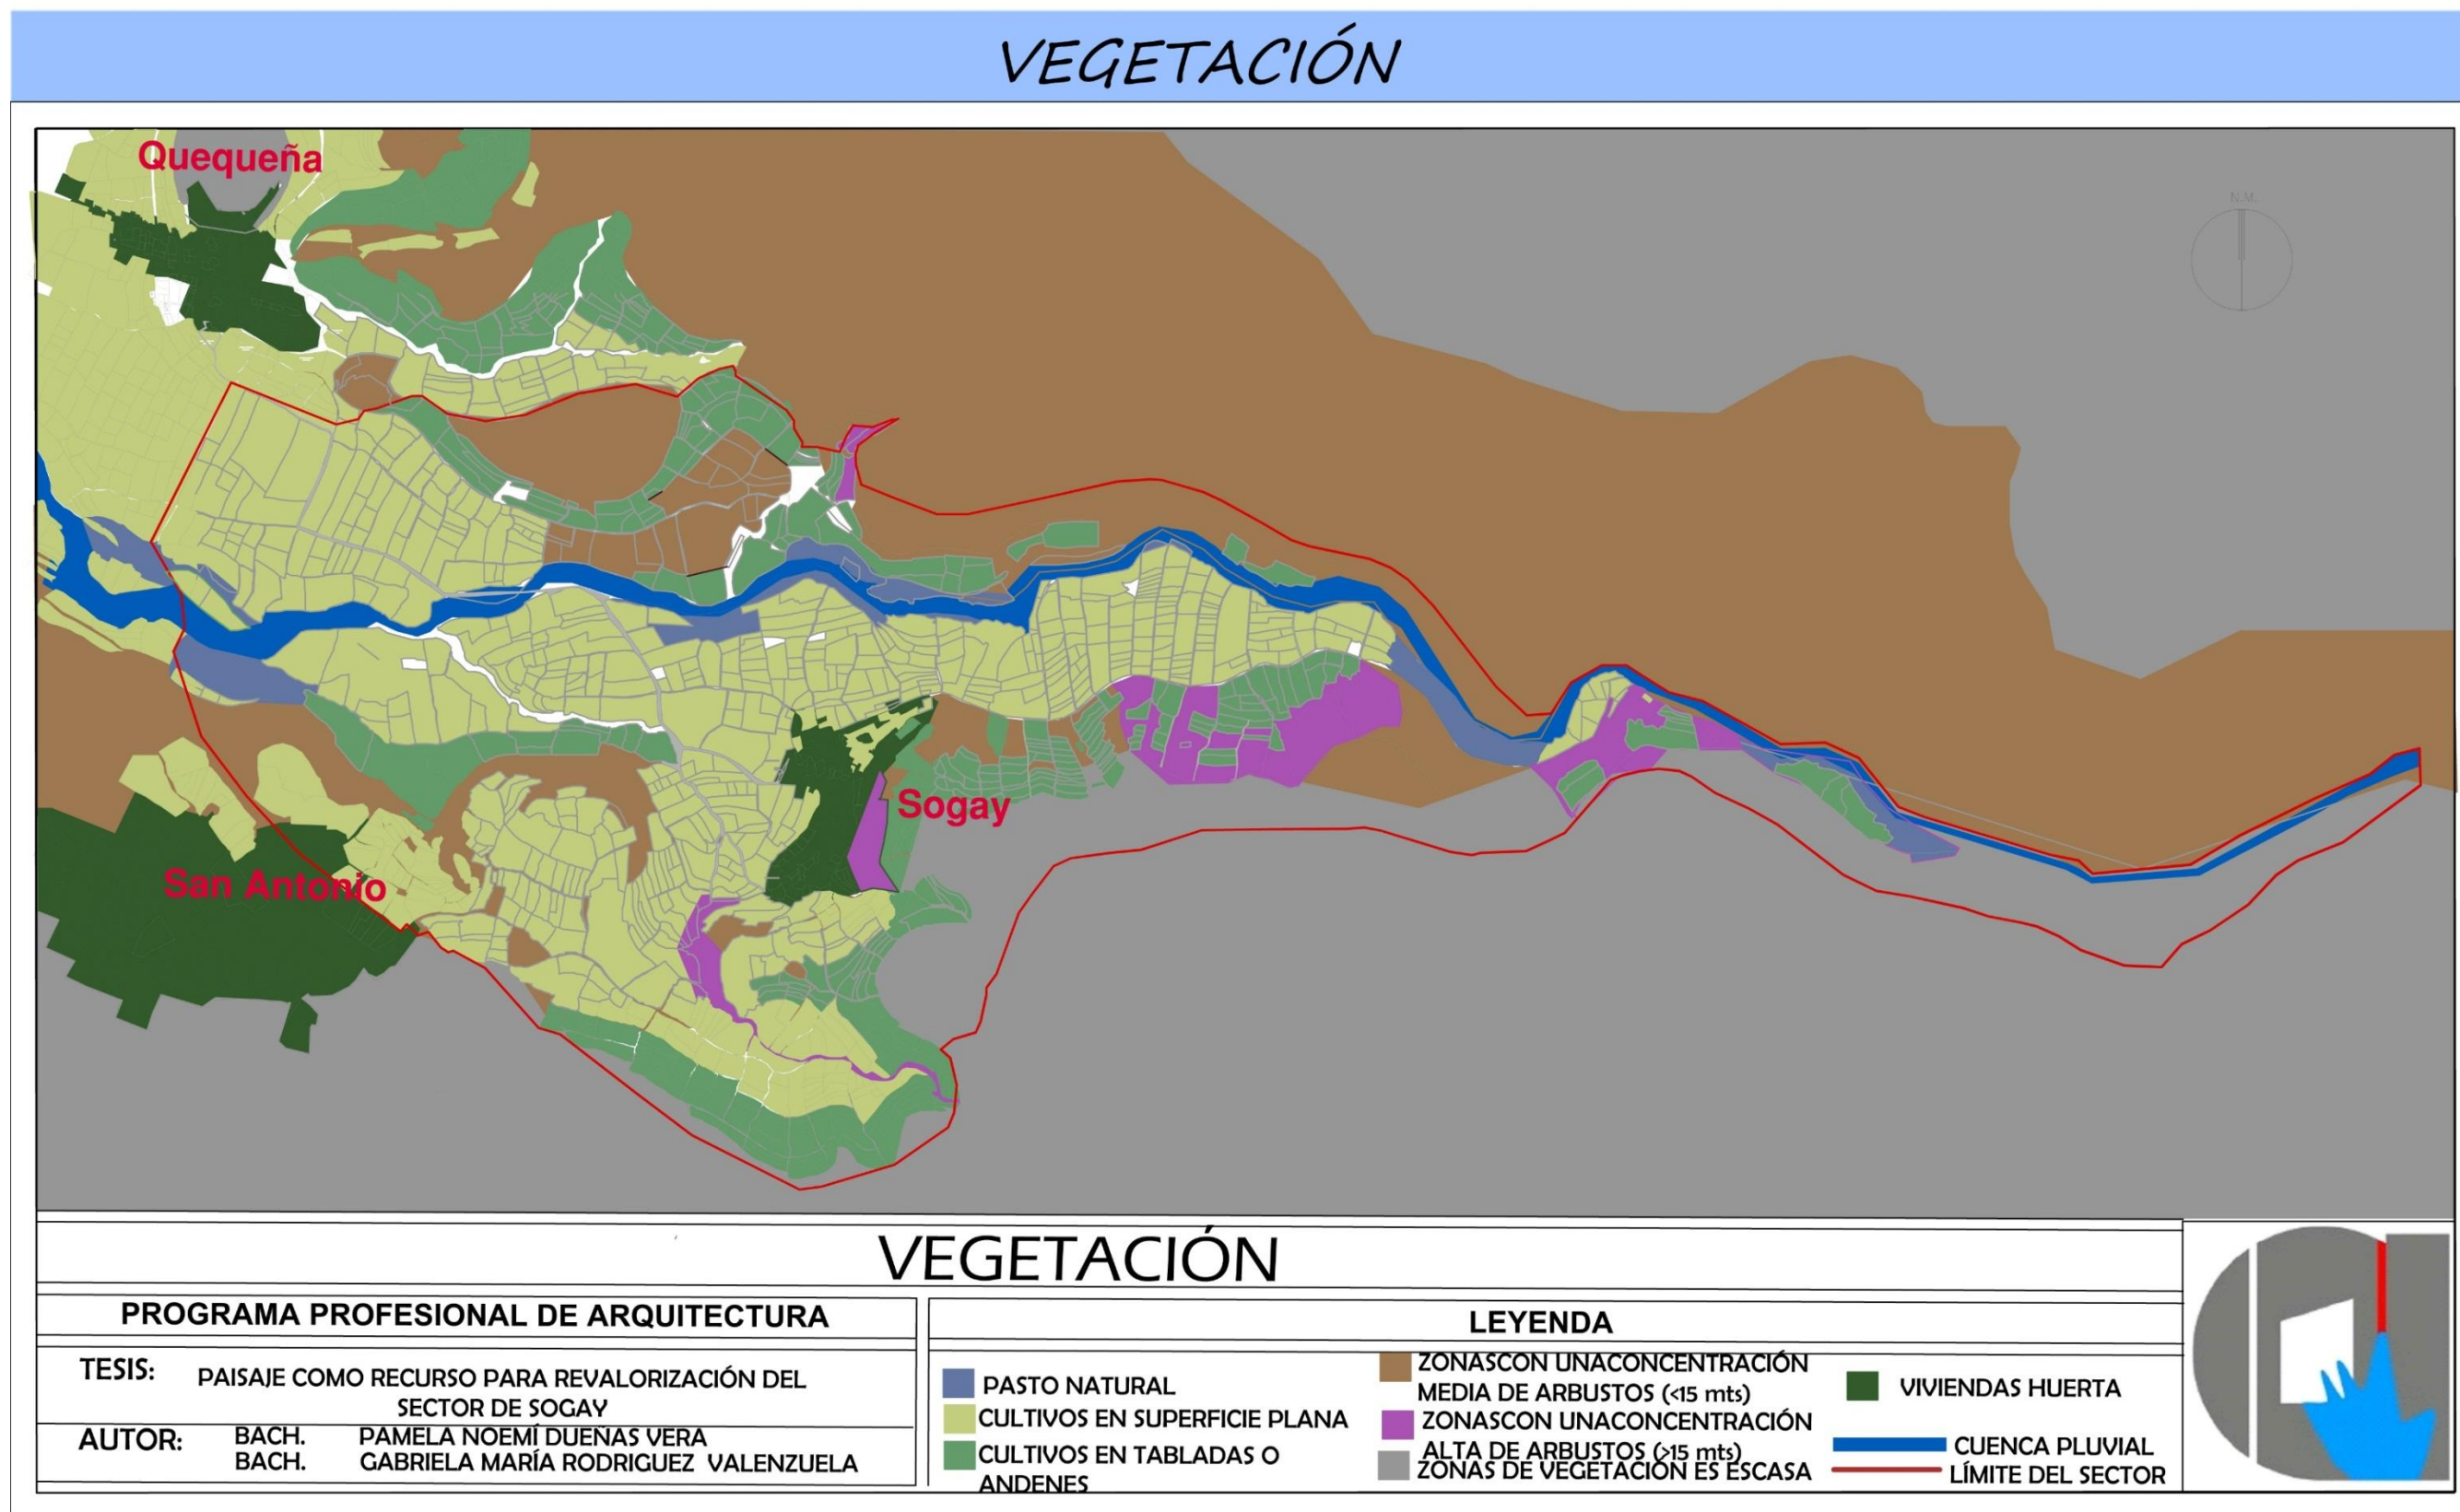 VEGETACIÓN
Quequeña
N.M.
Sogay
San Antonio
VEGETACIÓN
PROGRAMA PROFESIONAL DE ARQUITECTURA
TESIS: PAISAJE COMO RECURSO PARA REVALORIZACIÓN DEL
SECTOR DE SOGAY
AUTOR: BACH. PAMELA NOEMÍ DUEÑAS VERA
BACH. GABRIELA MARÍA RODRIGUEZ VALENZUELA
LEYENDA
PASTO NATURAL
CULTIVOS EN SUPERFICIE PLANA
CULTIVOS EN TABLADAS O
ANDENES
ZONASCON UNACONCENTRACIÓN
MEDIA DE ARBUSTOS (<15 mts)
ZONASCON UNACONCENTRACIÓN
ALTA DE ARBUSTOS (>15 mts)
ZONAS DE VEGETACIÓN ES ESCASA
VIVIENDAS HUERTA
CUENCA PLUVIAL
LÍMITE DEL SECTOR